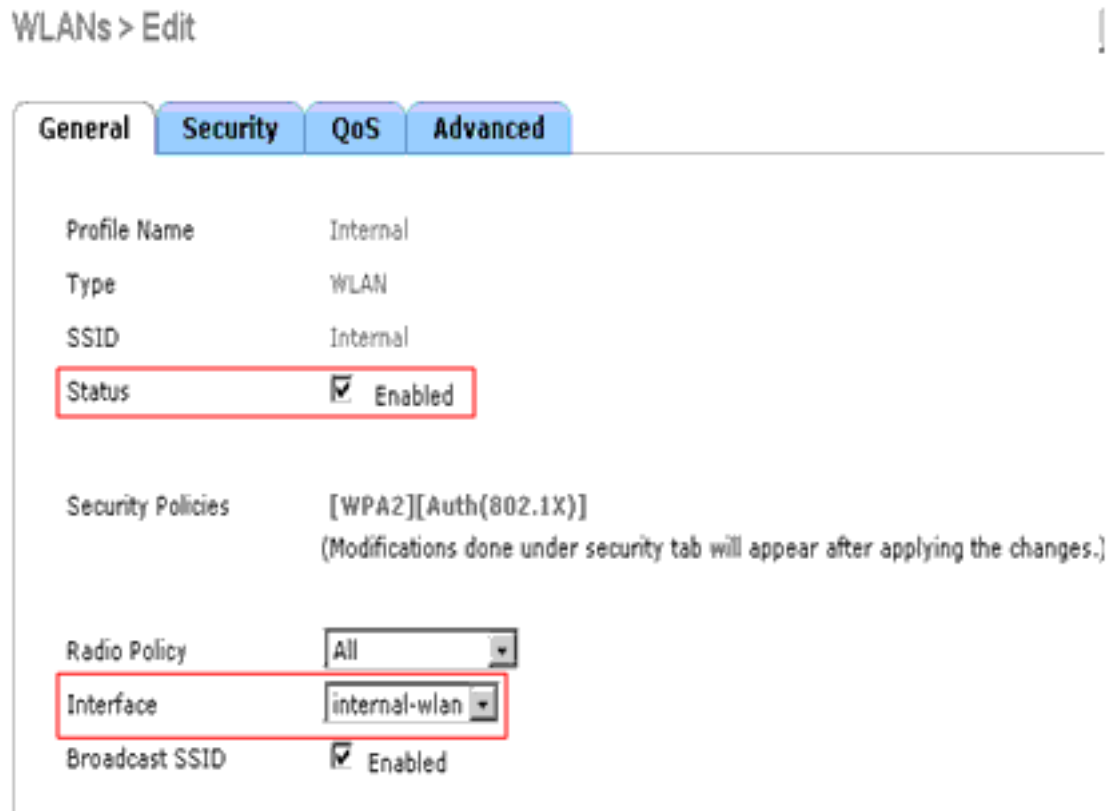 WLANs > Edit
General Security QoS Advanced
Profile Name Internal
Type WLAN
SSID Internal
Status Enabled
Security Policies [WPA2][Auth(802.1X)]
(Modifications done under security tab will appear after applying the changes.)
Radio Policy All
Interface internal-wlan
Broadcast SSID Enabled